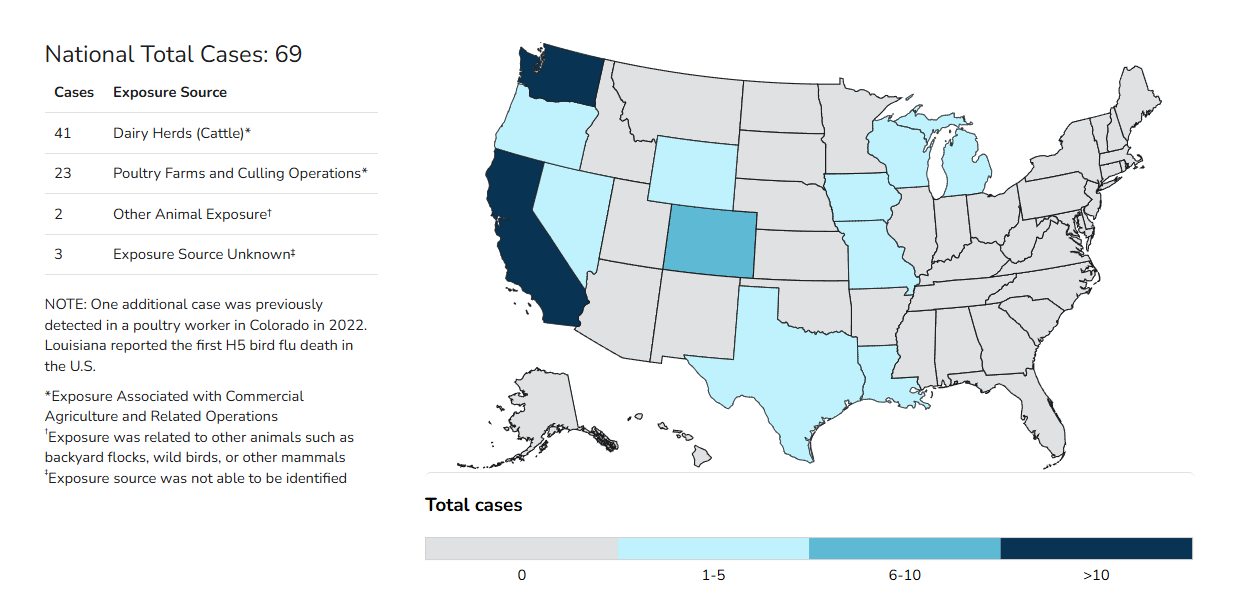 National Total Cases: 69
Cases Exposure Source
41 Dairy Herds (Cattle)*
23 Poultry Farms and Culling Operations*
2 Other Animal Exposure†
3 Exposure Source Unknown‡
NOTE: One additional case was previously
detected in a poultry worker in Colorado in 2022.
Louisiana reported the first H5 bird flu death in
the U.S.
*Exposure Associated with Commercial
Agriculture and Related Operations
†Exposure was related to other animals such as
backyard flocks, wild birds, or other mammals
‡Exposure source was not able to be identified
Total cases
0 1-5 6-10 >10